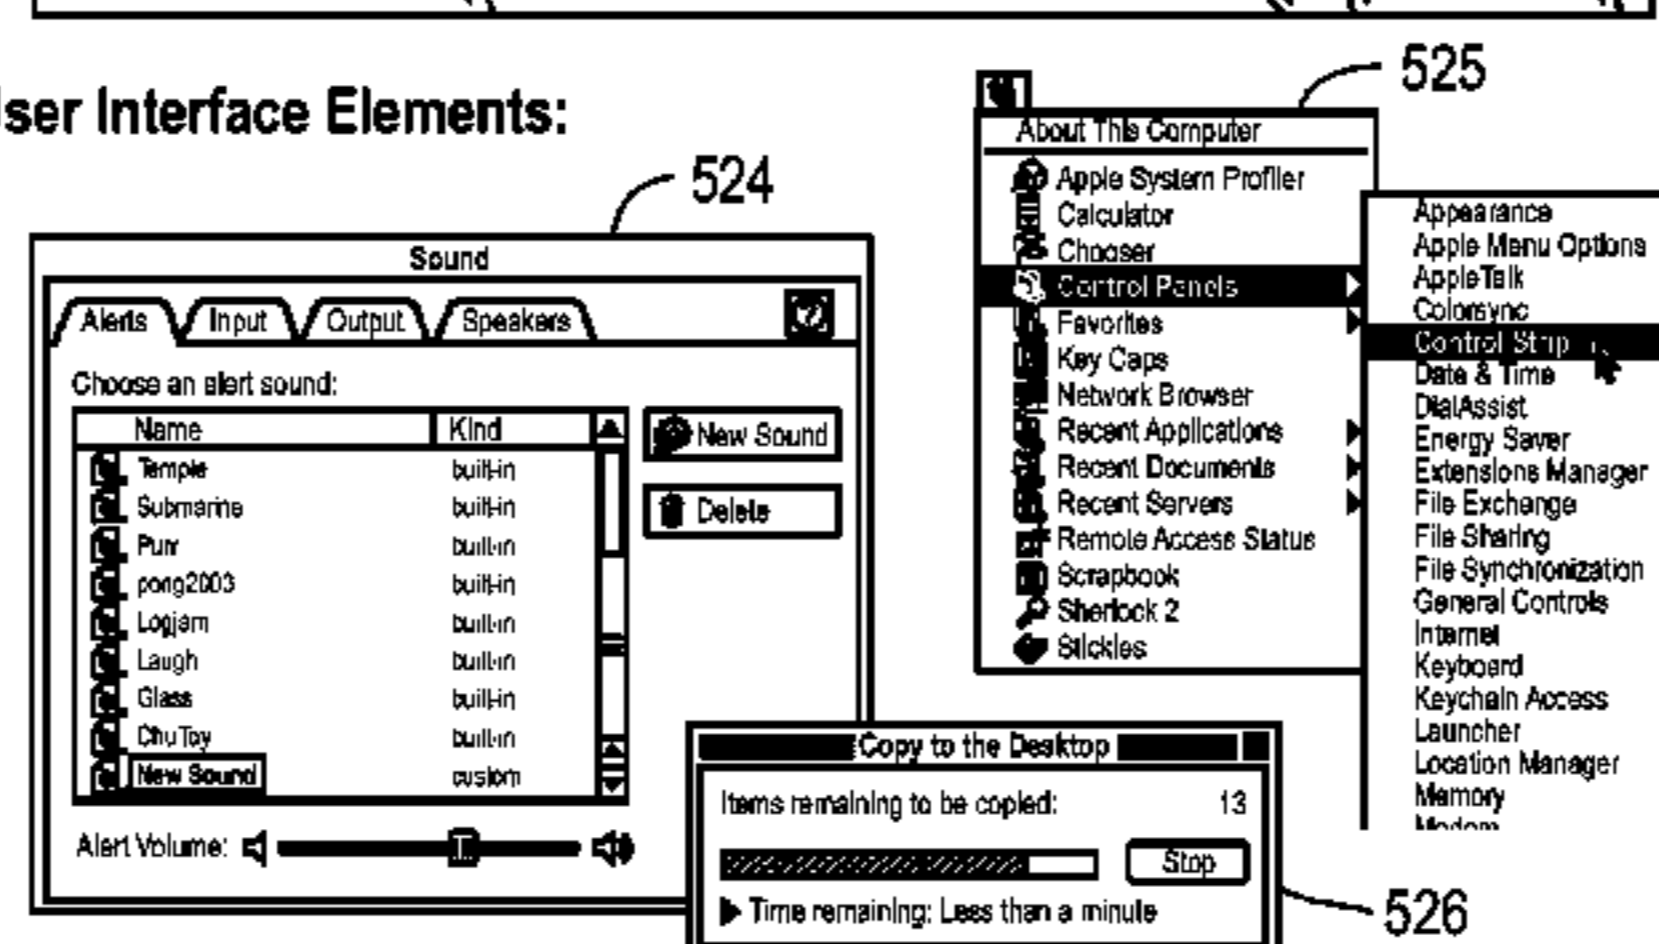 525
ser Interface Elements:
About This Computer
Apple System Profiler
Calculator
Chooser
Control Panels
Favorites
Key Caps
Network Browser
Recent Applications
Recent Documents
Recent Servers
Remote Access Status
Scrapbook
Sherlock 2
Stickies
Appearance
Apple Menu Options
AppleTalk
Colorsync
Control Strip
Date & Time
DialAssist
Energy Saver
Extensions Manager
File Exchange
File Sharing
File Synchronization
General Controls
Internet
Keyboard
Keychain Access
Launcher
Location Manager
Memory
Modem
524
Sound
Alerts Input Output Speakers ?
Choose an alert sound:
Name Kind
New Sound
Temple built-in
Submarine built-in
Delete
Purr built-in
pong2003 built-in
Logjam built-in
Laugh built-in
Glass built-in
ChuToy built-in
New Sound custom
Alert Volume:
Copy to the Desktop
Items remaining to be copied: 13
Stop
Time remaining: Less than a minute
526